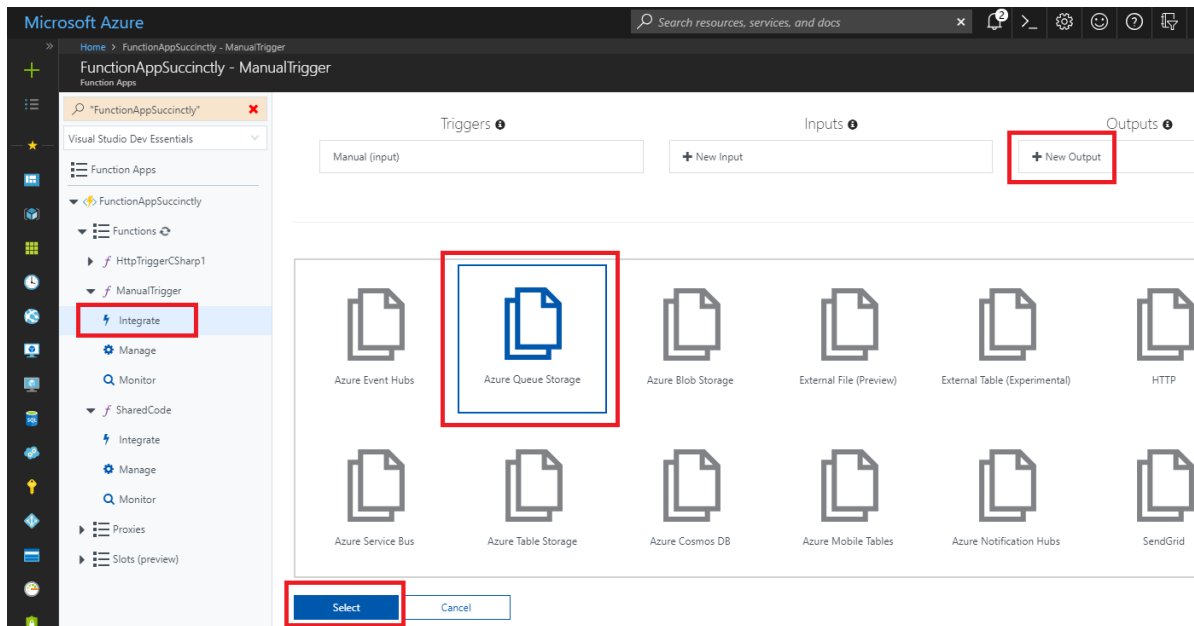 Microsoft Azure
Search resources, services, and docs
2
Home > FunctionAppSuccinctly - ManualTrigger
FunctionAppSuccinctly - ManualTrigger
Function Apps
"FunctionAppSuccinctly"
Visual Studio Dev Essentials
Function Apps
FunctionAppSuccinctly
Functions
HttpTriggerCSharp1
ManualTrigger
Integrate
Manage
Monitor
SharedCode
Integrate
Manage
Monitor
Proxies
Slots (preview)
Triggers
Inputs
Outputs
Manual (input)
New Input
New Output
Azure Event Hubs
Azure Queue Storage
Azure Blob Storage
External File (Preview)
External Table (Experimental)
HTTP
Azure Service Bus
Azure Table Storage
Azure Cosmos DB
Azure Mobile Tables
Azure Notification Hubs
SendGrid
Select
Cancel